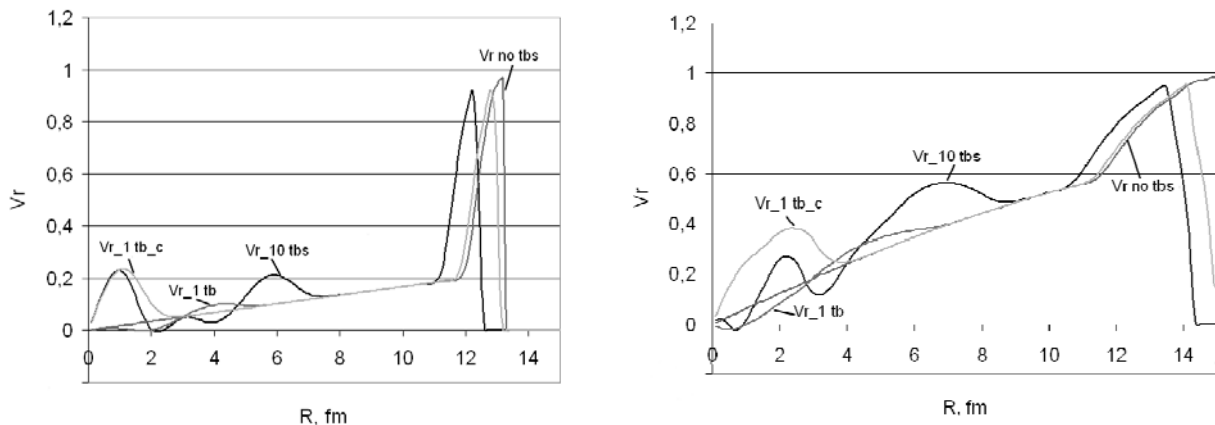 1,2
1
0,8
0,6
0,4
0,2
0
Vr
Vr no tbs
Vr_1 tb_c
Vr_10 tbs
Vr_1 tb
0 2 4 6 8 10 12 14
R, fm
1,2
1
0,8
0,6
0,4
0,2
0
Vr
Vr_10 tbs
Vr no tbs
Vr_1 tb_c
Vr_1 tb
0 2 4 6 8 10 12 14
R, fm